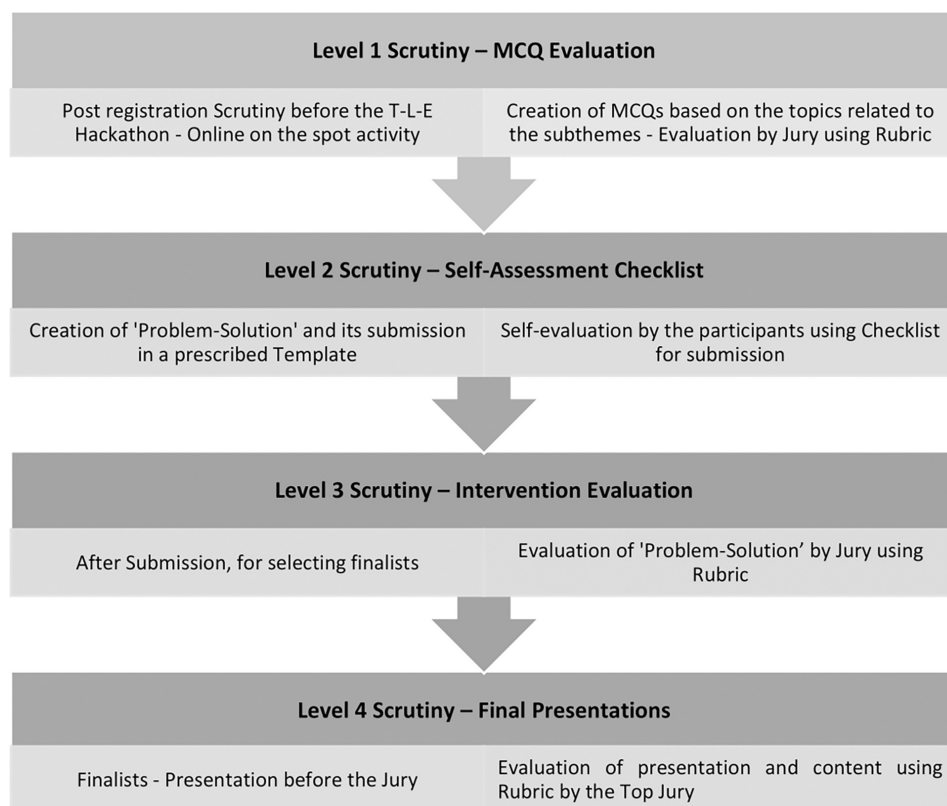 Level 1 Scrutiny – MCQ Evaluation
Post registration Scrutiny before the T-L-E
Hackathon - Online on the spot activity
Creation of MCQs based on the topics related to
the subthemes - Evaluation by Jury using Rubric
Level 2 Scrutiny – Self-Assessment Checklist
Creation of 'Problem-Solution' and its submission
in a prescribed Template
Self-evaluation by the participants using Checklist
for submission
Level 3 Scrutiny – Intervention Evaluation
After Submission, for selecting finalists
Evaluation of 'Problem-Solution’ by Jury using
Rubric
Level 4 Scrutiny – Final Presentations
Finalists - Presentation before the Jury
Evaluation of presentation and content using
Rubric by the Top Jury